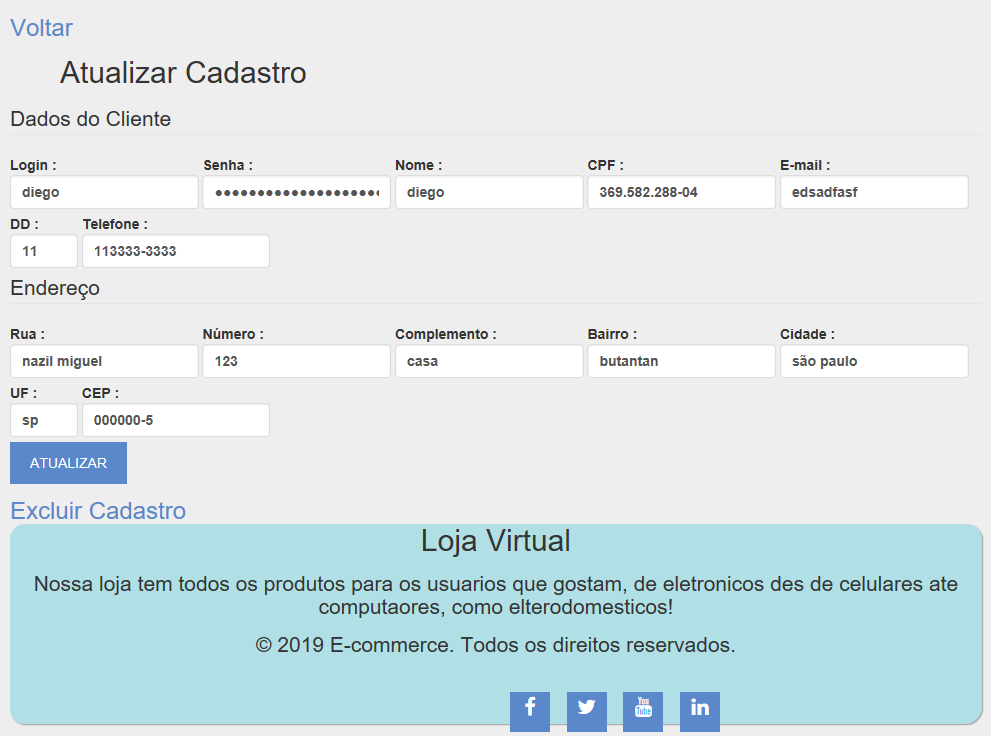 Voltar
Atualizar Cadastro
Dados do Cliente
Login : Senha : Nome : CPF : E-mail :
diego ●●●●●●●●●●●●●●●●●●●● diego 369.582.288-04 edsadfasf
DD : Telefone :
11 113333-3333
Endereço
Rua : Número : Complemento : Bairro : Cidade :
nazil miguel 123 casa butantan são paulo
UF : CEP :
sp 000000-5
ATUALIZAR
Excluir Cadastro
Loja Virtual
Nossa loja tem todos os produtos para os usuarios que gostam, de eletronicos des de celulares ate
computaores, como elterodomesticos!
© 2019 E-commerce. Todos os direitos reservados.
f You Tube in